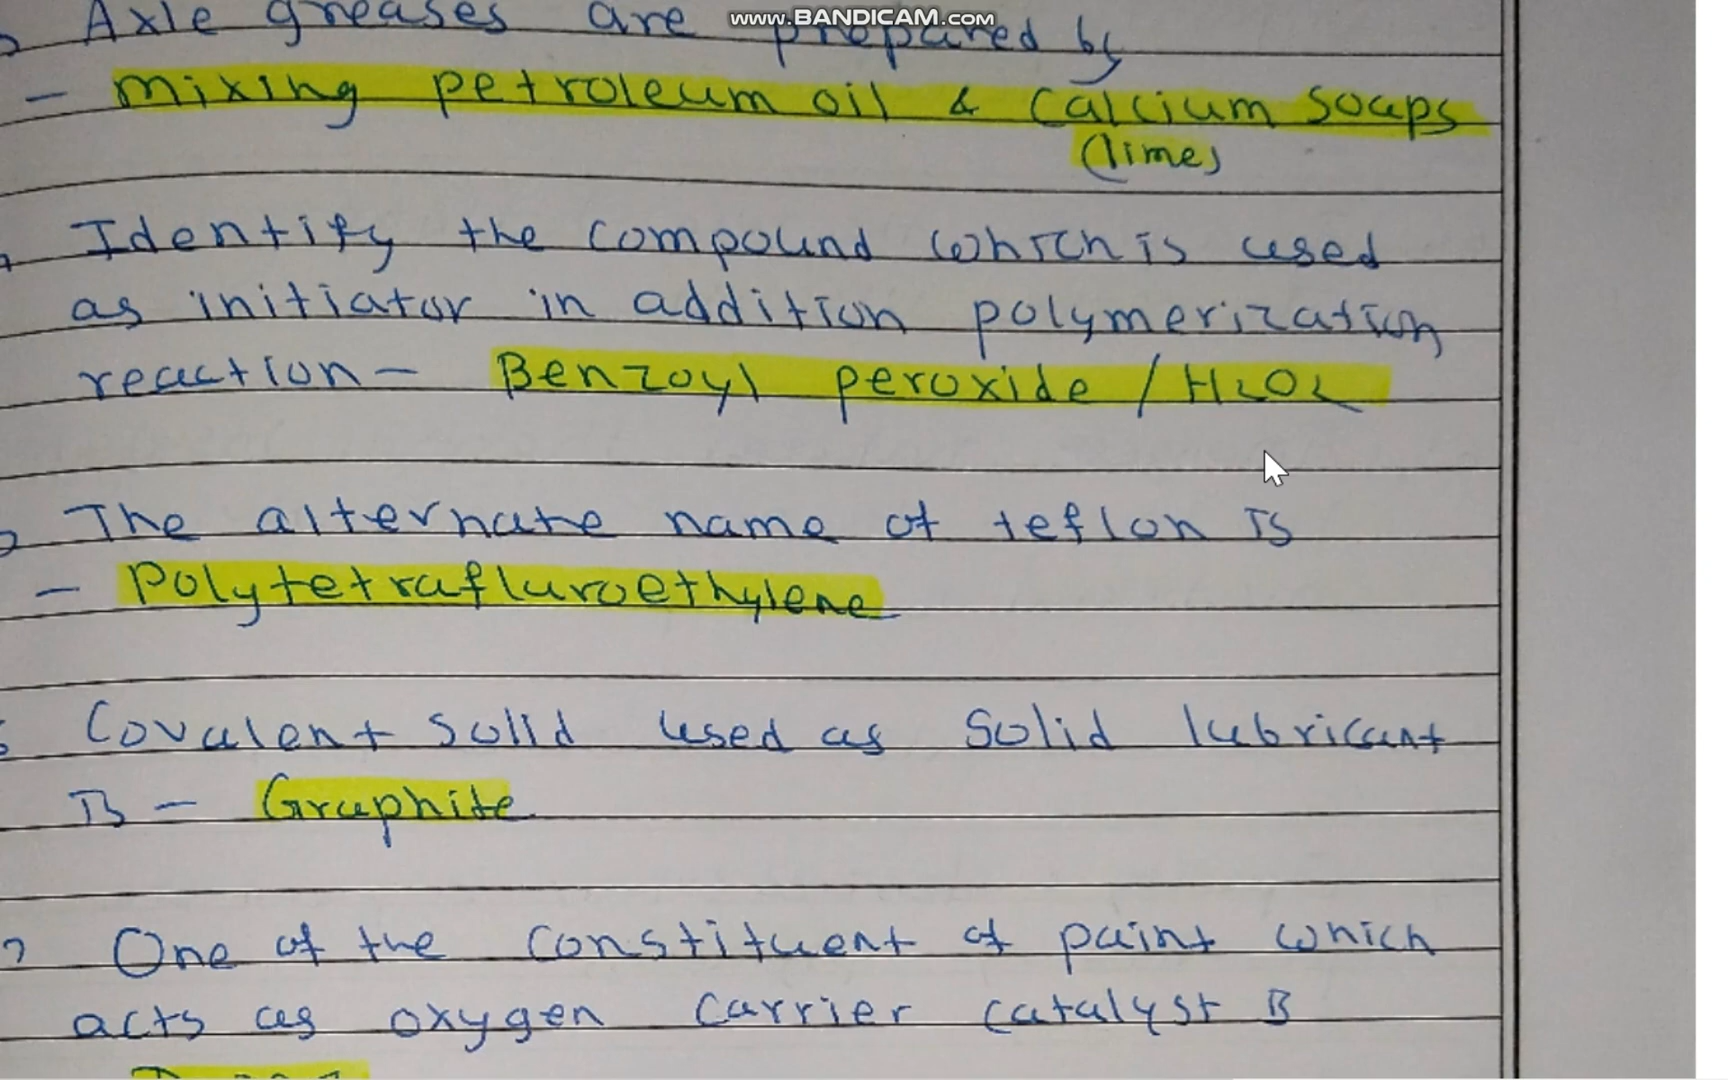 www.BANDICAM.com
Axle greases are prepared by
- mixing petroleum oil & Calcium Soaps
(lime)
Identify the compound which is used
as initiator in addition polymerization
reaction - Benzoyl peroxide / H2O2
The alternate name of teflon is
- Polytetrafluroethylene
Covalent solid used as Solid lubricant
is - Graphite
One of the constituent of paint which
acts as oxygen carrier catalyst is